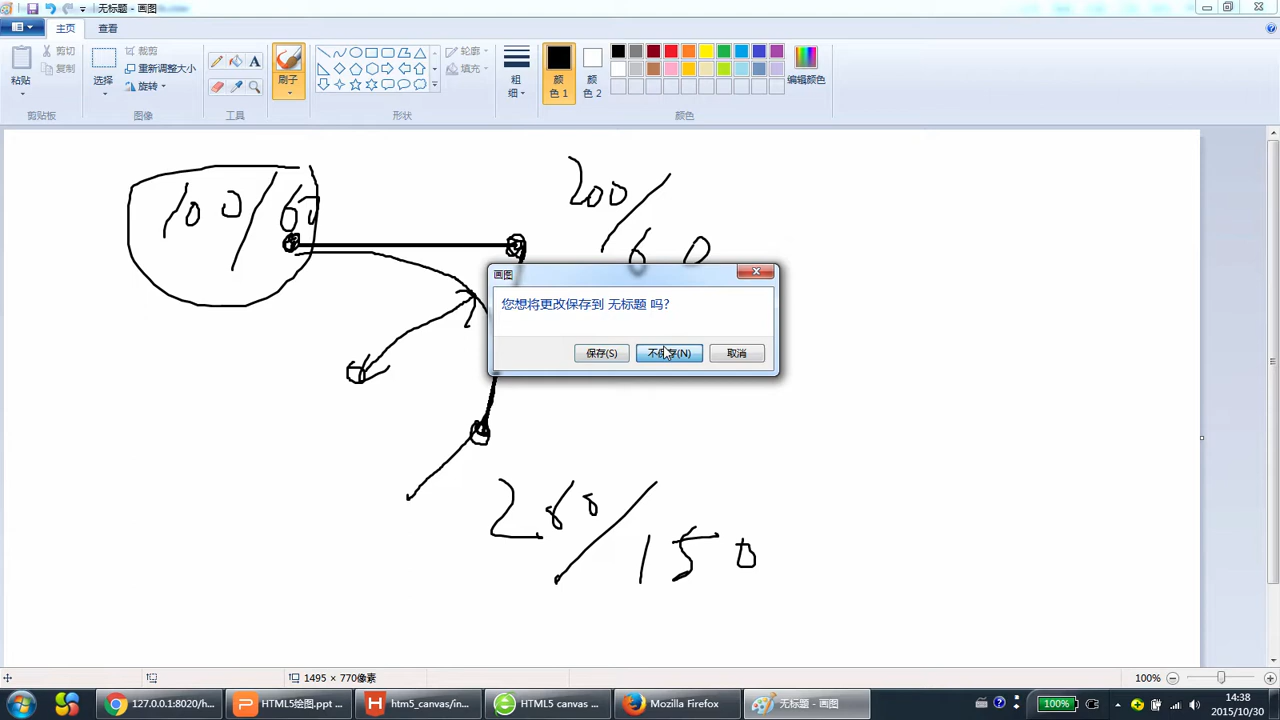 无标题 - 画图
主页 查看
粘贴 剪切 复制
剪贴板
选择 裁剪 重新调整大小 旋转
图像
工具
刷子
轮廓 填充
形状
粗细
颜色 1 颜色 2
编辑颜色
颜色
100/60
200/60
画图
您想将更改保存到 无标题 吗?
保存(S) 不保存(N) 取消
/150
1495 × 770像素 100%
127.0.0.1:8020/h... HTML5绘图.ppt ... htm5_canvas/in... HTML5 canvas ... Mozilla Firefox 无标题 - 画图 100% 14:38
2015/10/30